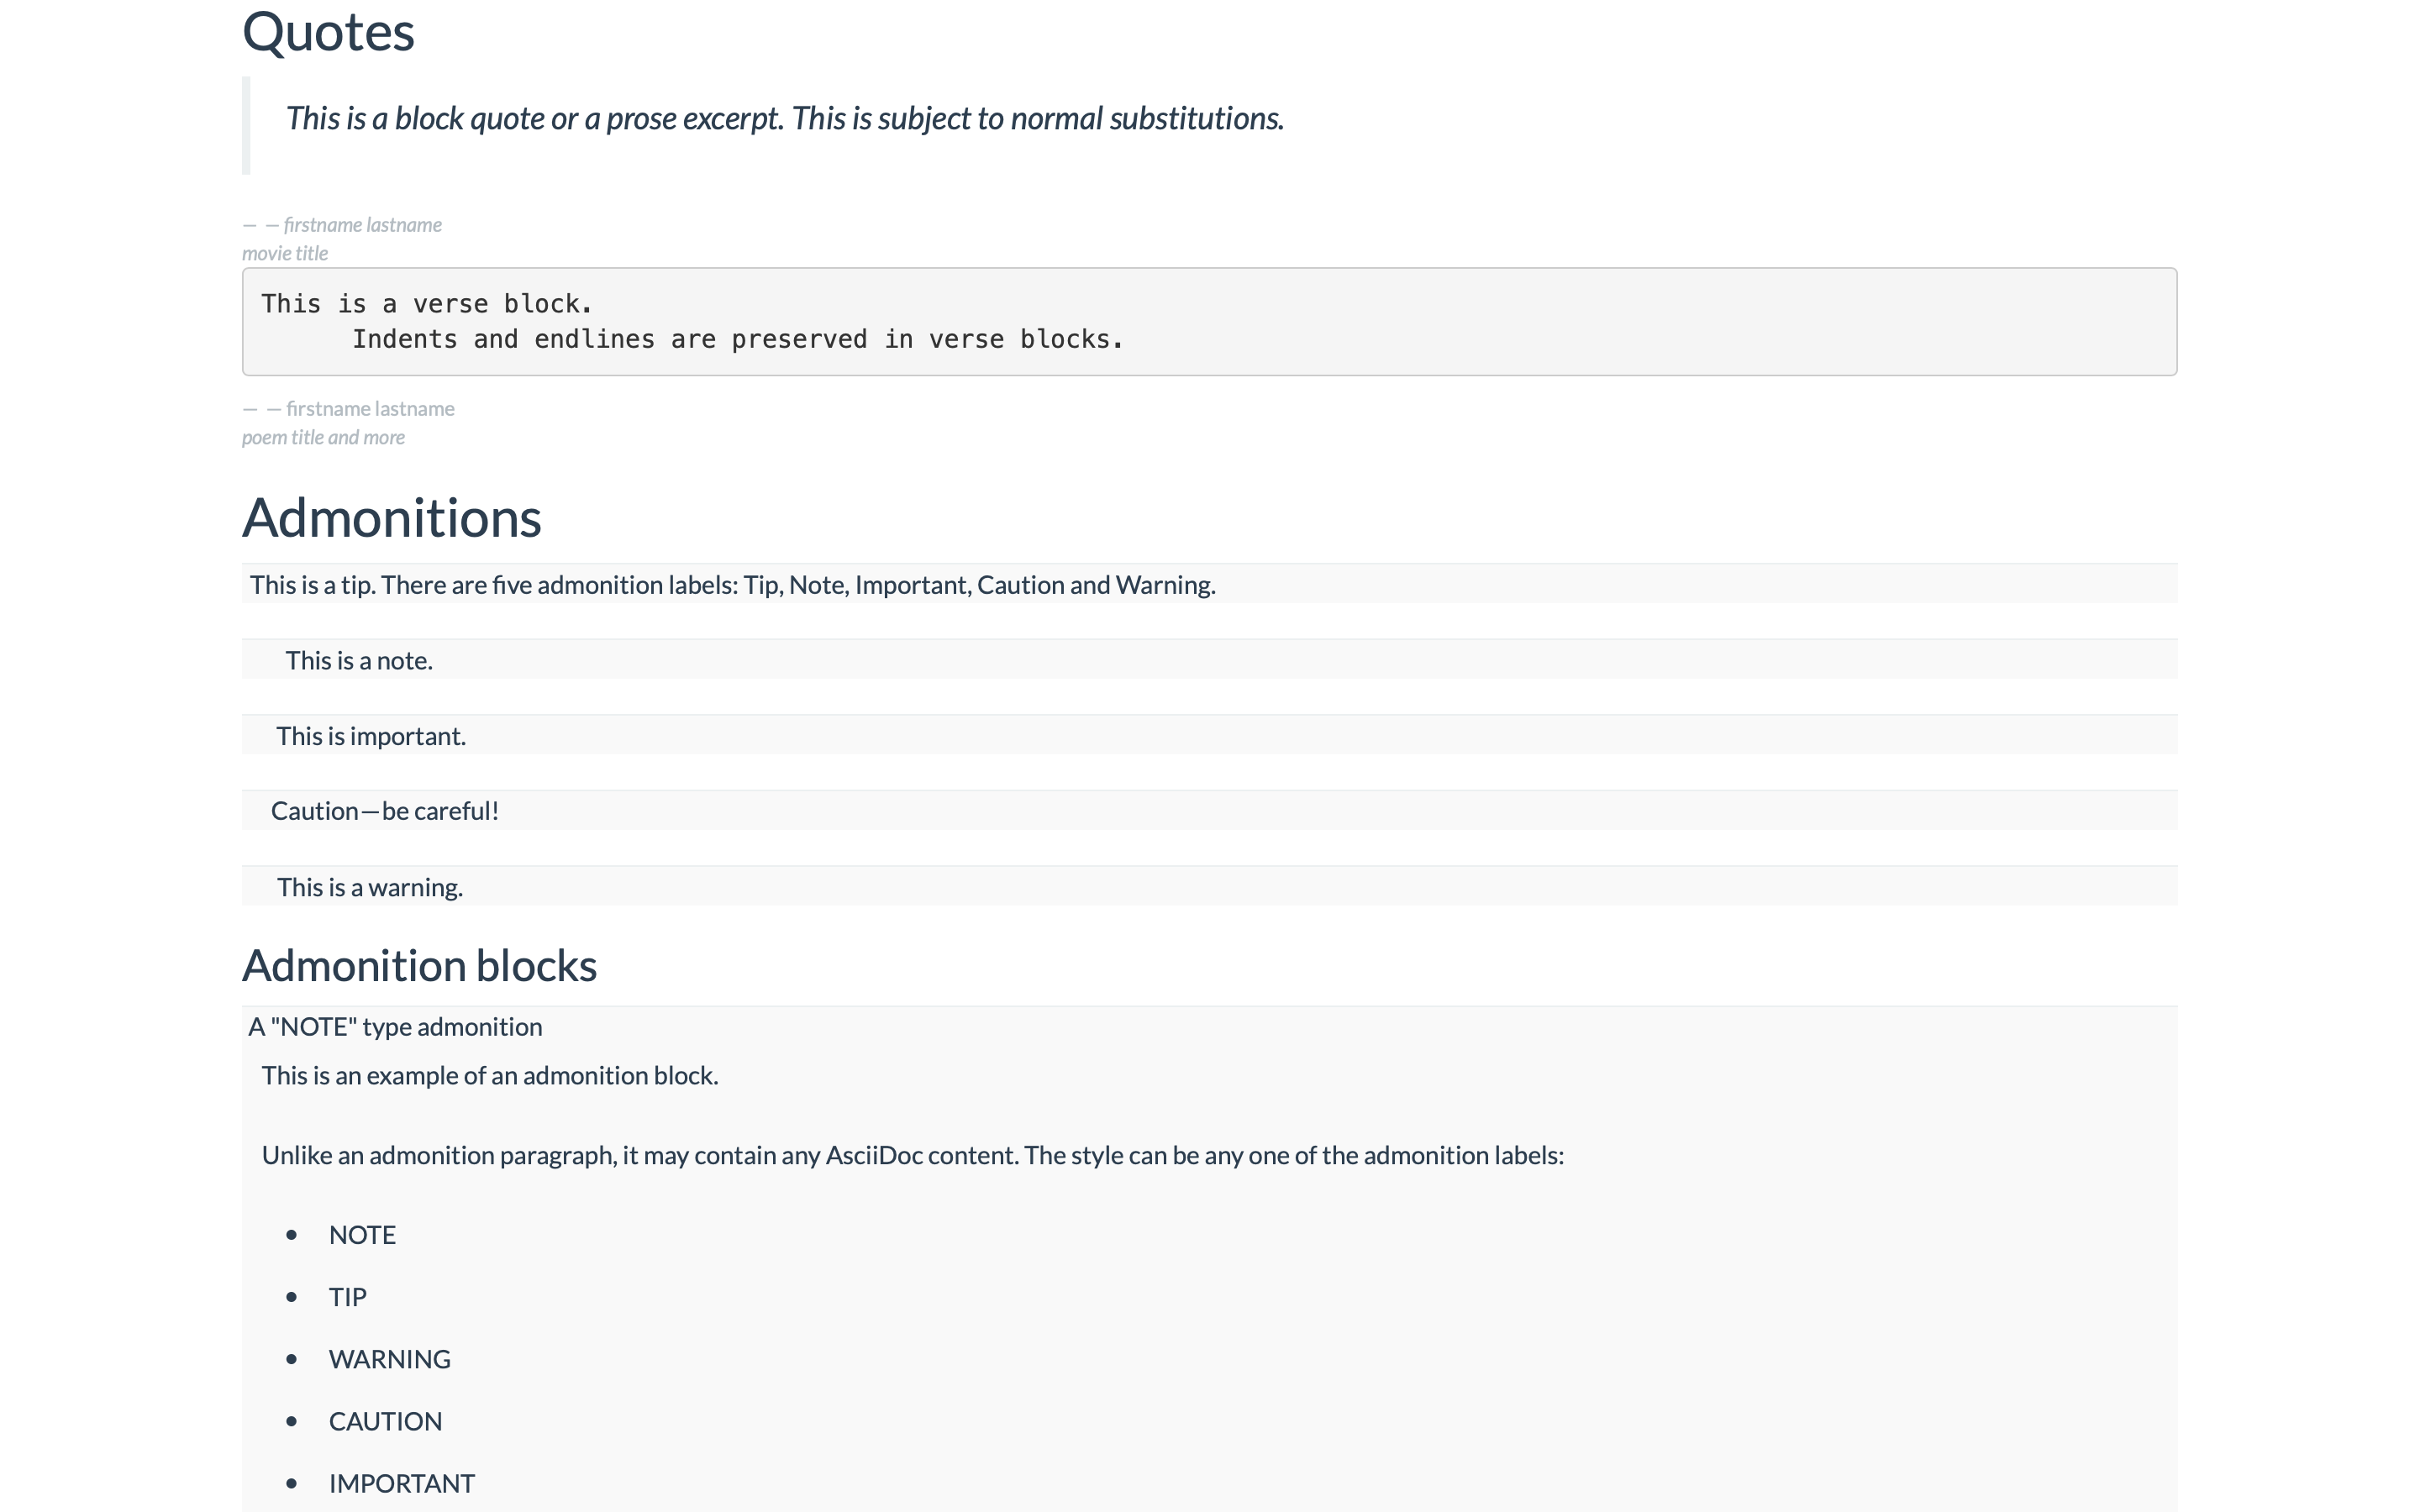 Quotes
This is a block quote or a prose excerpt. This is subject to normal substitutions.
— — firstname lastname
movie title
This is a verse block.
      Indents and endlines are preserved in verse blocks.
— — firstname lastname
poem title and more
Admonitions
This is a tip. There are five admonition labels: Tip, Note, Important, Caution and Warning.
This is a note.
This is important.
Caution—be careful!
This is a warning.
Admonition blocks
A "NOTE" type admonition
This is an example of an admonition block.
Unlike an admonition paragraph, it may contain any AsciiDoc content. The style can be any one of the admonition labels:
• NOTE
• TIP
• WARNING
• CAUTION
• IMPORTANT